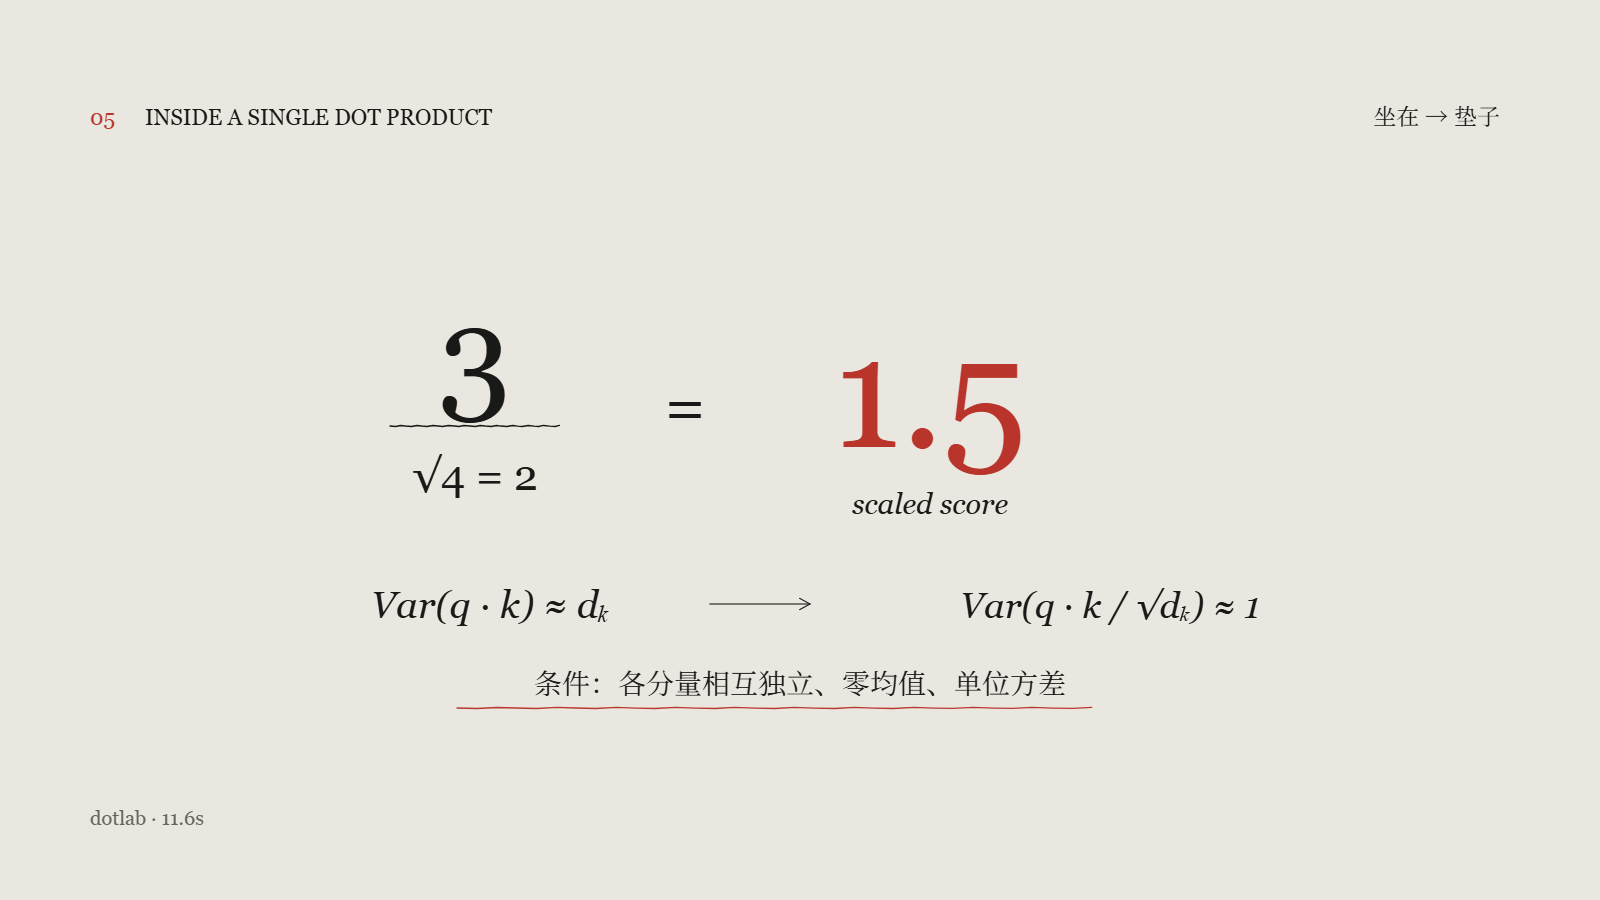 05 INSIDE A SINGLE DOT PRODUCT
坐在 → 垫子
3
√4 = 2
=
1.5
scaled score
Var(q · k) ≈ dₖ
→
Var(q · k / √dₖ) ≈ 1
条件：各分量相互独立、零均值、单位方差
dotlab · 11.6s